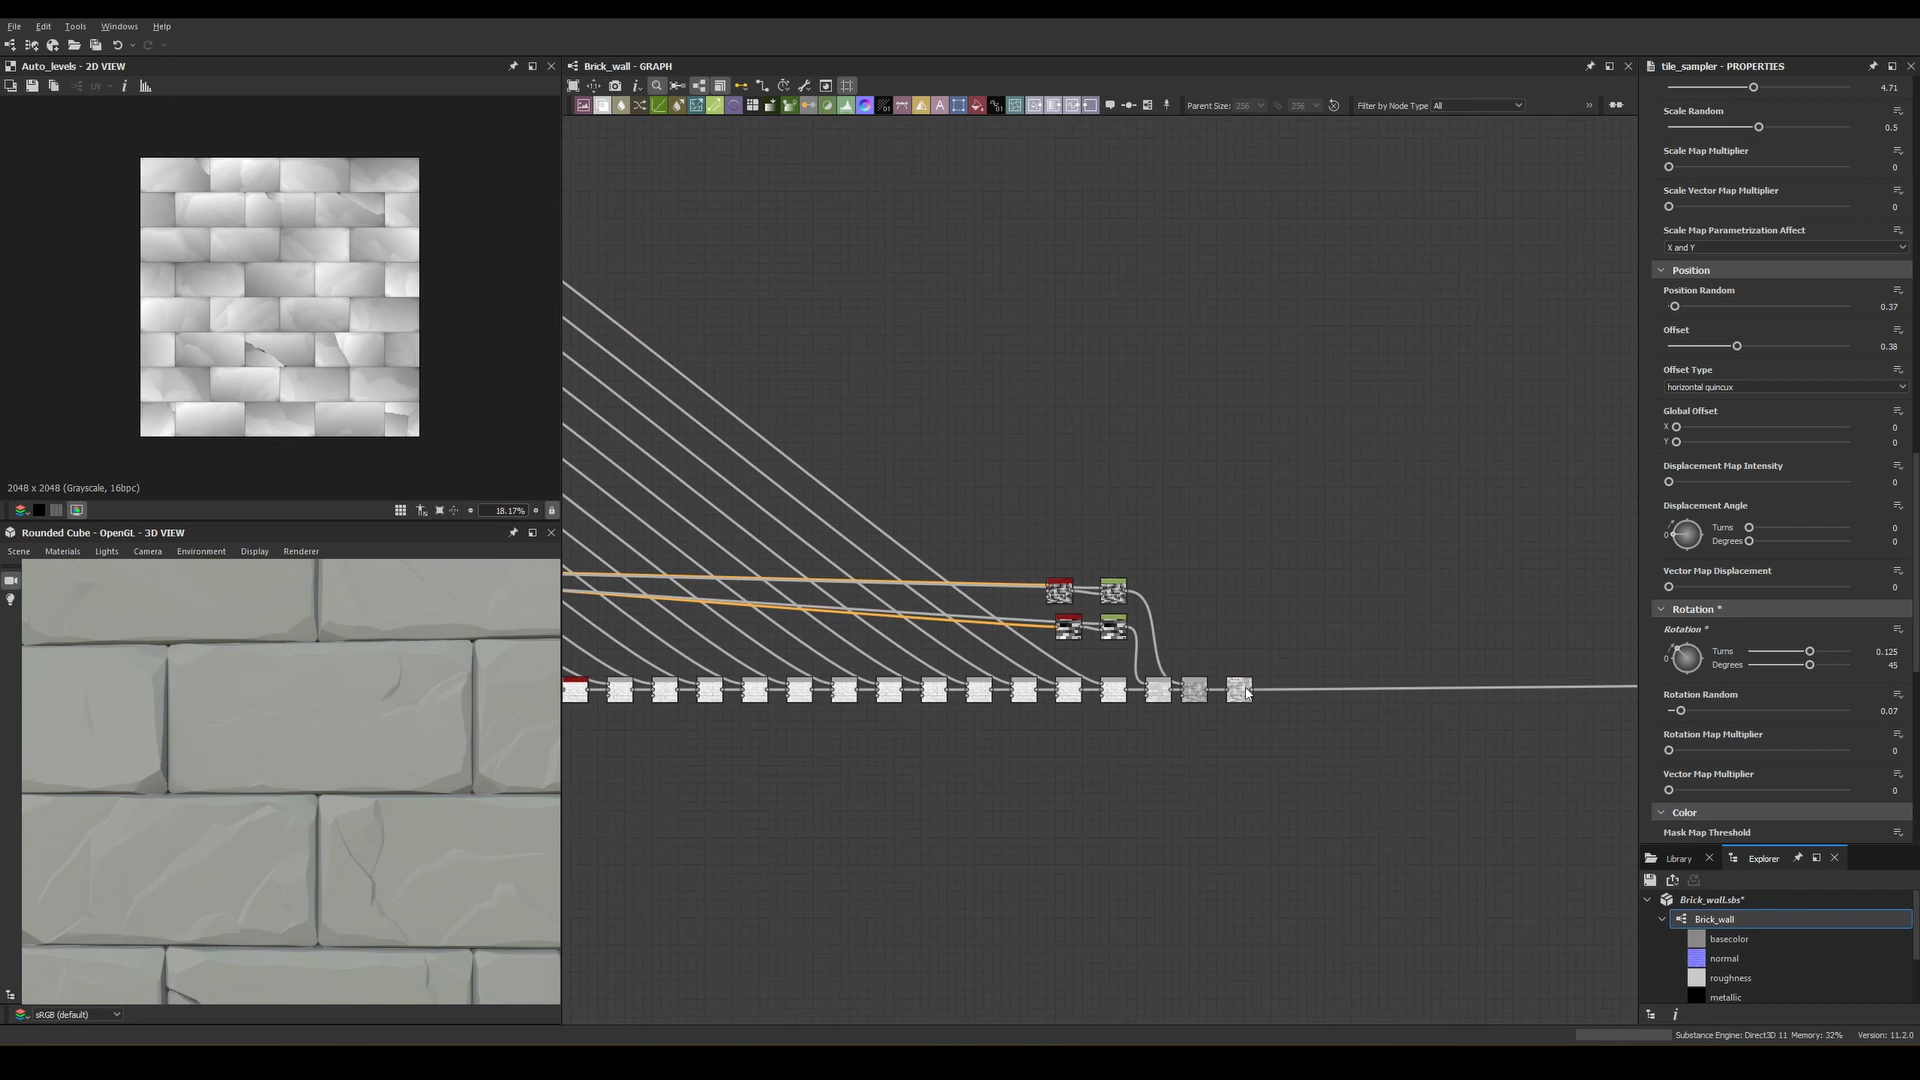 File Edit Tools Windows Help
Auto_levels - 2D VIEW
UV
2048 x 2048 (Grayscale, 16bpc)
18.17%
Rounded Cube - OpenGL - 3D VIEW
Scene Materials Lights Camera Environment Display Renderer
sRGB (default)
Brick_wall - GRAPH
Parent Size: 256 256 Filter by Node Type All
tile_sampler - PROPERTIES
4.71
Scale Random
0.5
Scale Map Multiplier
0
Scale Vector Map Multiplier
0
Scale Map Parametrization Affect
X and Y
Position
Position Random
0.37
Offset
0.38
Offset Type
horizontal quincux
Global Offset
X 0
Y 0
Displacement Map Intensity
0
Displacement Angle
0 Turns 0
Degrees 0
Vector Map Displacement
0
Rotation *
Rotation *
0 Turns 0.125
Degrees 45
Rotation Random
0.07
Rotation Map Multiplier
0
Vector Map Multiplier
0
Color
Mask Map Threshold
Library Explorer
Brick_wall.sbs*
Brick_wall
basecolor
normal
roughness
metallic
Substance Engine: Direct3D 11 Memory: 32% Version: 11.2.0